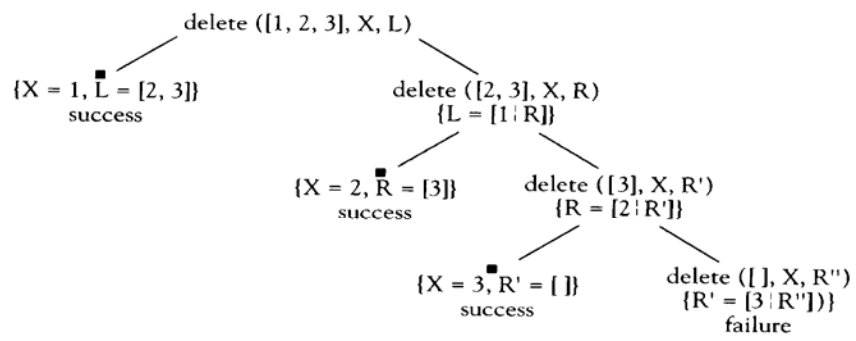 delete ([1, 2, 3], X, L)
{X = 1, L = [2, 3]}
success
delete ([2, 3], X, R)
{L = [1¦R]}
{X = 2, R = [3]}
success
delete ([3], X, R')
{R = [2¦R']}
{X = 3, R' = [ ]}
success
delete ([ ], X, R'')
{R' = [3¦R''])}
failure